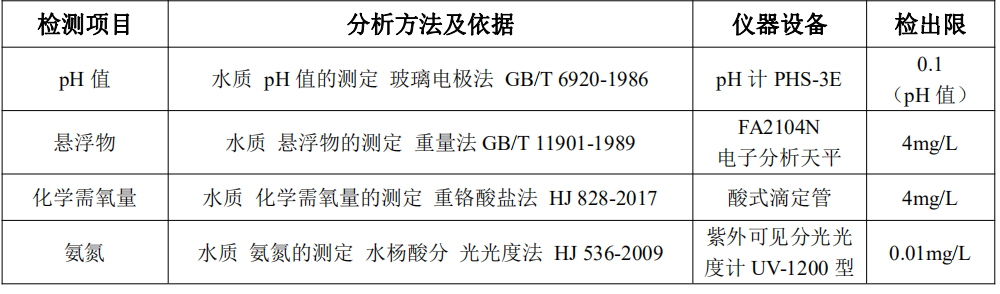 检测项目 分析方法及依据 仪器设备 检出限
pH 值 水质 pH 值的测定 玻璃电极法 GB/T 6920-1986 pH 计 PHS-3E 0.1
（pH 值）
悬浮物 水质 悬浮物的测定 重量法 GB/T 11901-1989 FA2104N
电子分析天平 4mg/L
化学需氧量 水质 化学需氧量的测定 重铬酸盐法 HJ 828-2017 酸式滴定管 4mg/L
氨氮 水质 氨氮的测定 水杨酸分 光光度法 HJ 536-2009 紫外可见分光光
度计 UV-1200 型 0.01mg/L